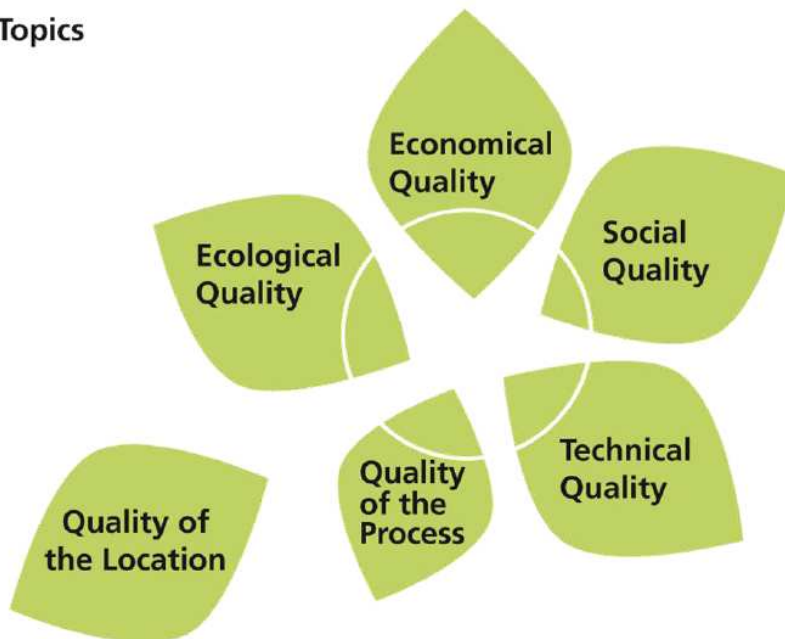 Topics
Economical
Quality
Social
Quality
Ecological
Quality
Technical
Quality
Quality
of the
Process
Quality of
the Location